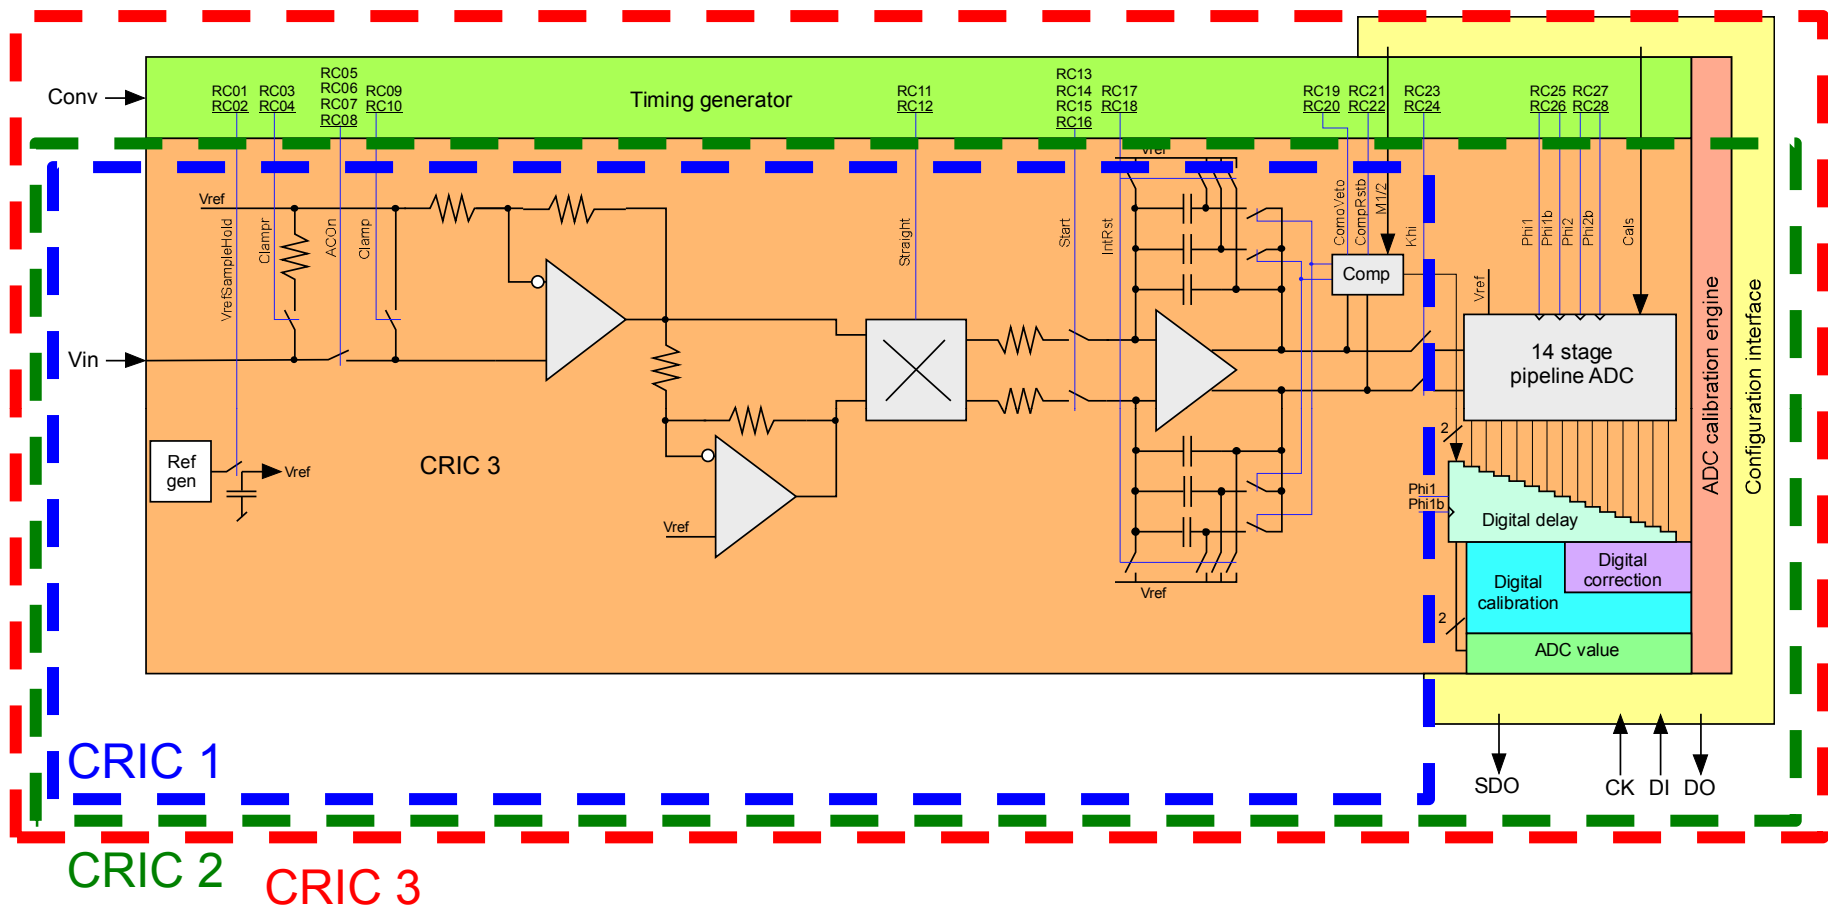 Conv
RC01
RC02
RC03
RC04
RC05
RC06
RC07
RC08
RC09
RC10
Timing generator
RC11
RC12
RC13
RC14
RC15
RC16
RC17
RC18
RC19
RC20
RC21
RC22
RC23
RC24
RC25
RC26
RC27
RC28
Vref
Vref
VrefSampleHold
Clampr
ACOn
Clamp
Straight
Start
IntRst
CompRstb
M1/2
Khi
Phi1
Phi1b
Phi2
Phi2b
Cals
Comp
Vref
Vin
14 stage
pipeline ADC
ADC calibration engine
Configuration interface
Ref
gen
Vref
CRIC 3
Vref
2
Phi1
Phi1b
Digital delay
Digital
correction
Digital
calibration
Vref
2
ADC value
CRIC 1
SDO
CK
DI
DO
CRIC 2
CRIC 3